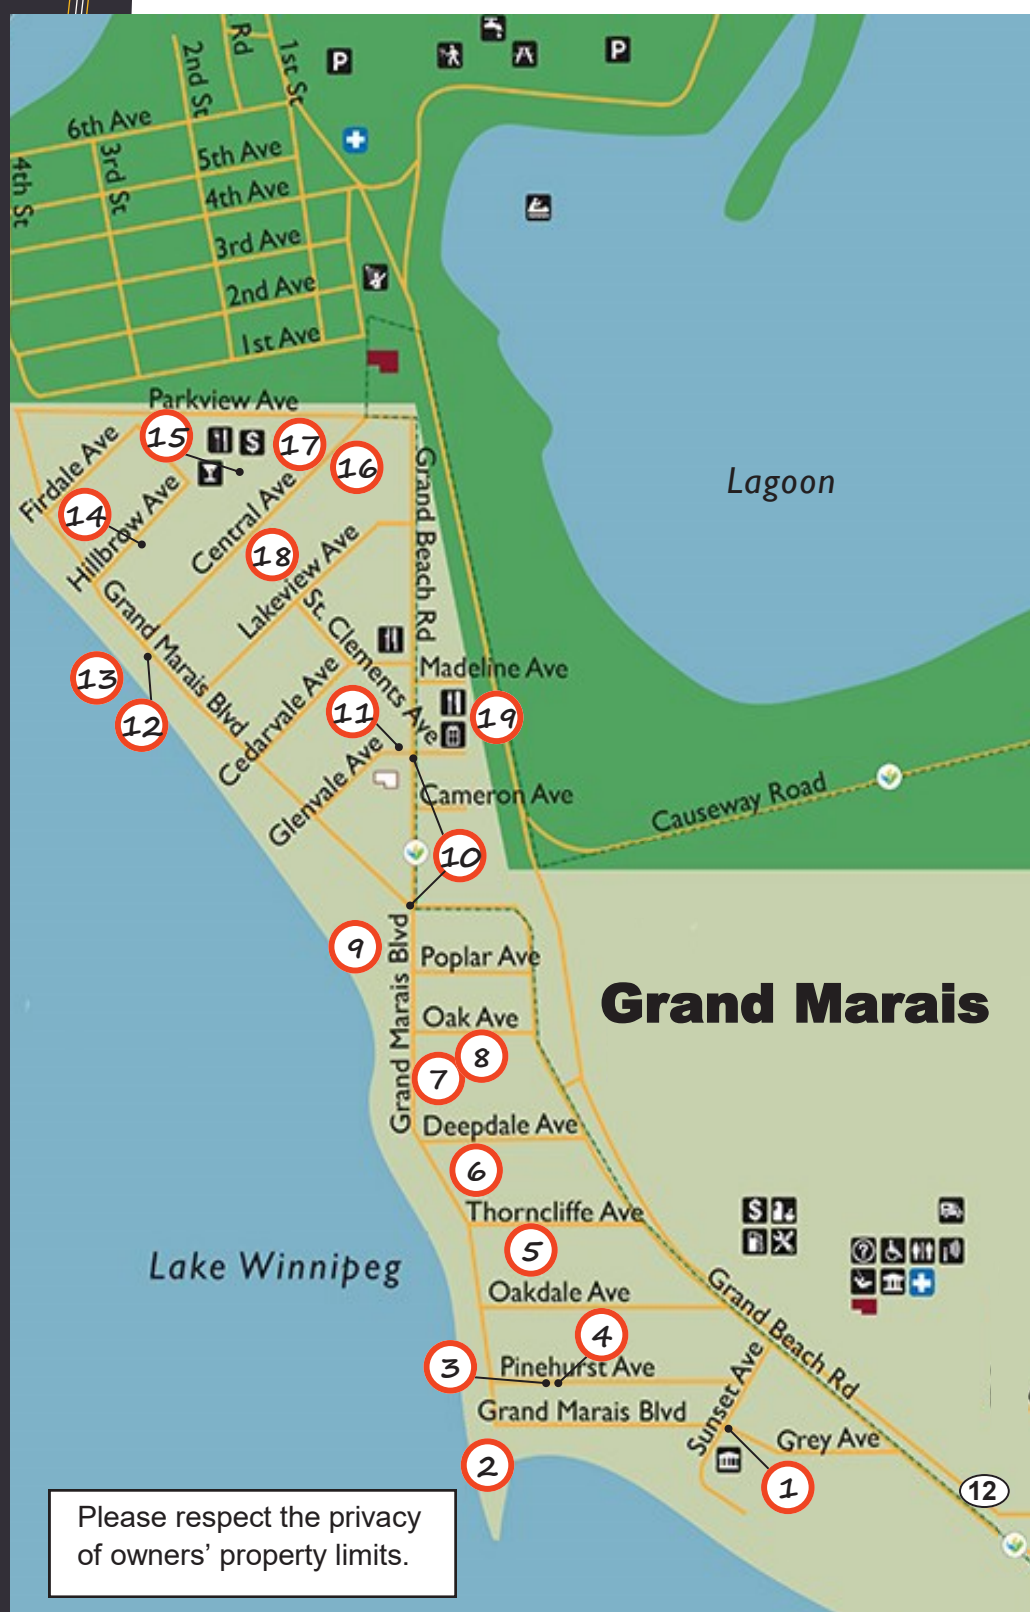 Rd
1st St
2nd St
P
P
6th Ave
3rd St
5th Ave
4th St
4th Ave
3rd Ave
2nd Ave
1st Ave
Parkview Ave
15
$
17
16
Firdale Ave
Grand Beach Rd
Lagoon
14
Hillbrow Ave
Central Ave
18
Lakeview Ave
Grand Marais Blvd
St. Clements Ave
Madeline Ave
13
12
Cedarvale Ave
11
19
Glenvale Ave
Cameron Ave
Causeway Road
10
9
Grand Marais Blvd
Poplar Ave
Grand Marais
Oak Ave
8
7
Deepdale Ave
6
Thorncliffe Ave
$
5
?
Lake Winnipeg
Oakdale Ave
Grand Beach Rd
4
3
Pinehurst Ave
Sunset Ave
Grand Marais Blvd
Grey Ave
2
1
12
Please respect the privacy
of owners’ property limits.